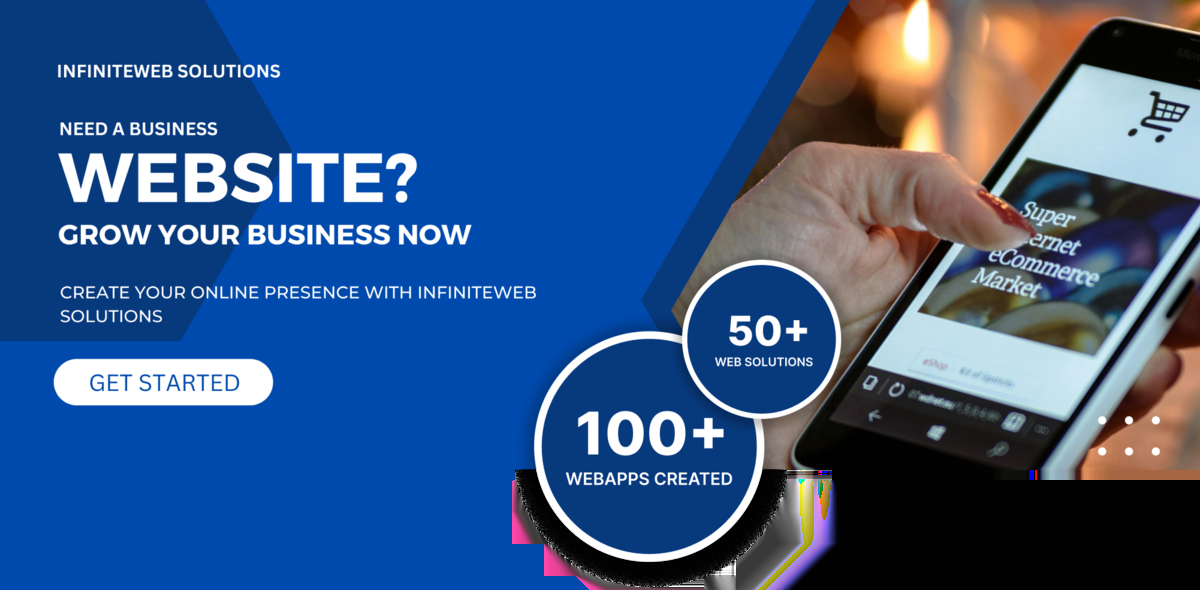 INFINITEWEB SOLUTIONS
NEED A BUSINESS
WEBSITE?
GROW YOUR BUSINESS NOW
CREATE YOUR ONLINE PRESENCE WITH INFINITEWEB
SOLUTIONS
GET STARTED
50+
WEB SOLUTIONS
100+
WEBAPPS CREATED
Super
eCommerce
Market
eShop